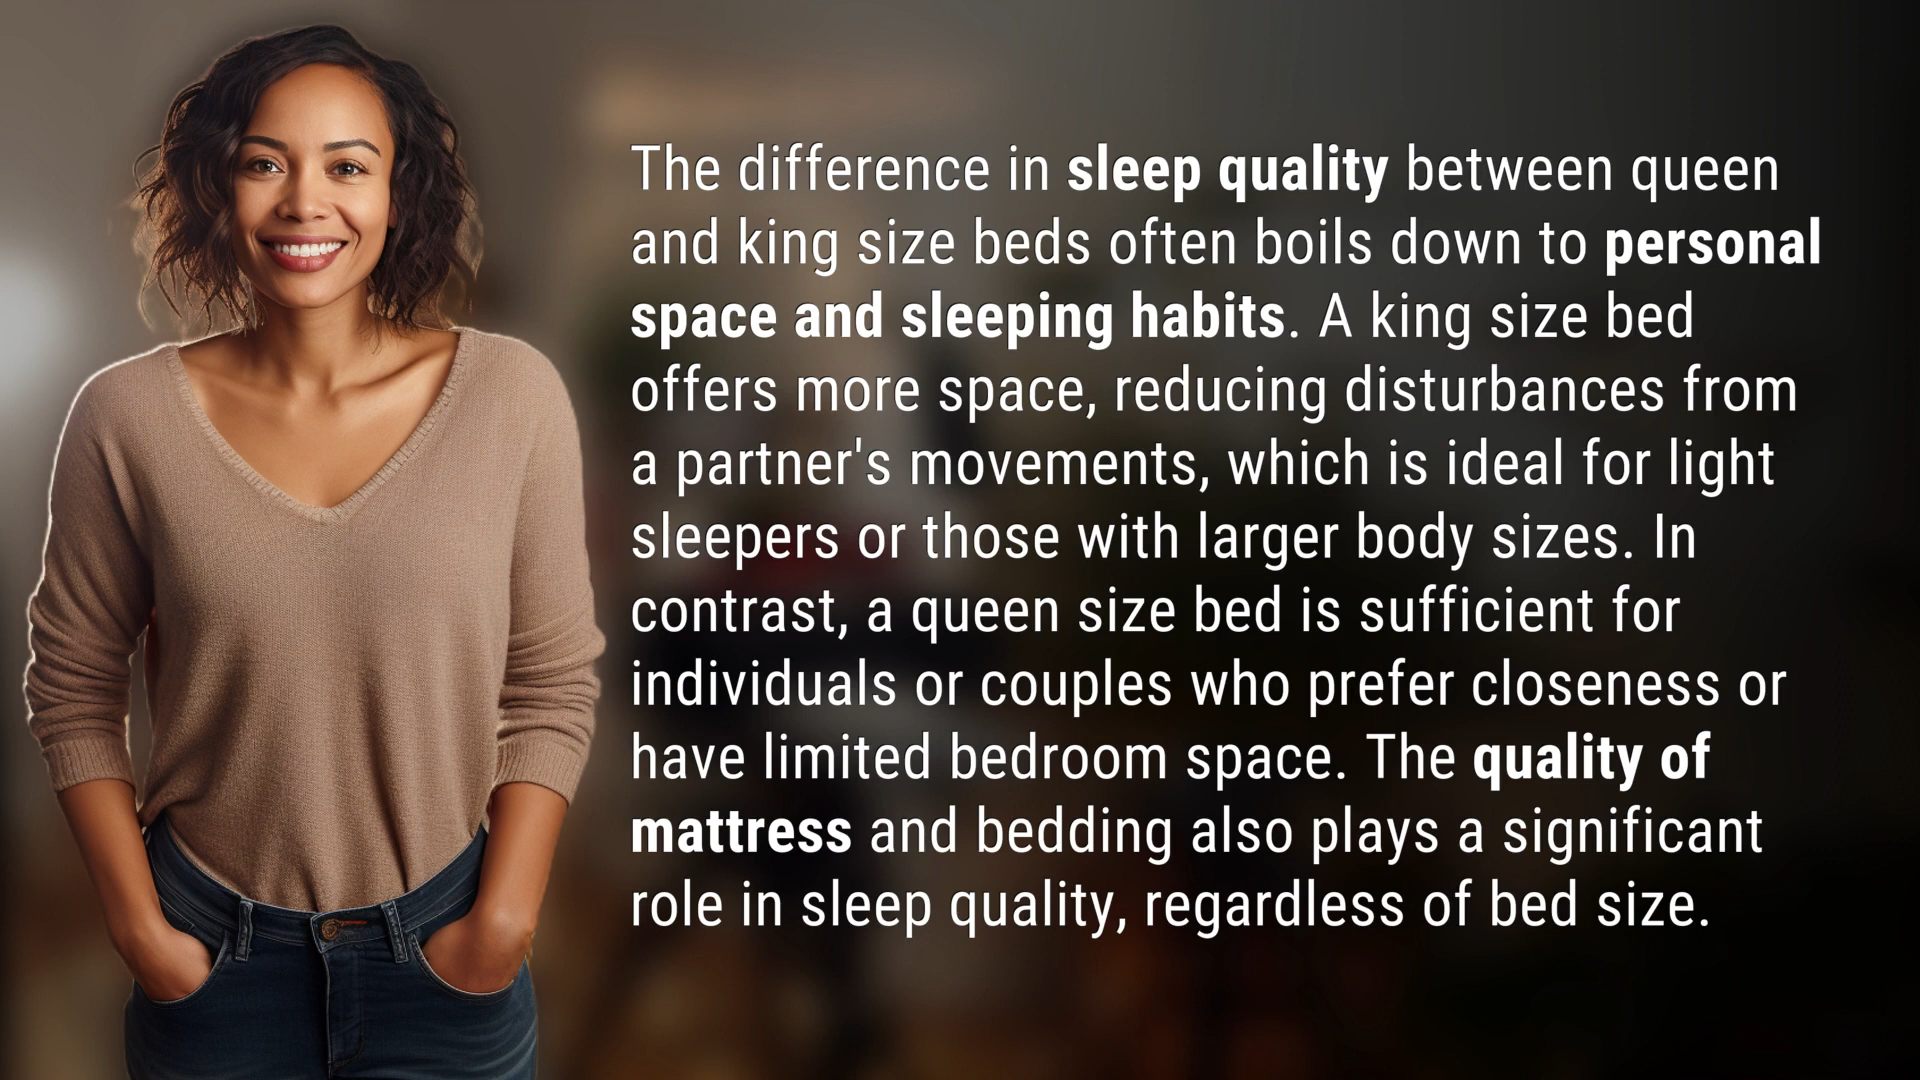 The difference in sleep quality between queen
and king size beds often boils down to personal
space and sleeping habits. A king size bed
offers more space, reducing disturbances from
a partner's movements, which is ideal for light
sleepers or those with larger body sizes. In
contrast, a queen size bed is sufficient for
individuals or couples who prefer closeness or
have limited bedroom space. The quality of
mattress and bedding also plays a significant
role in sleep quality, regardless of bed size.